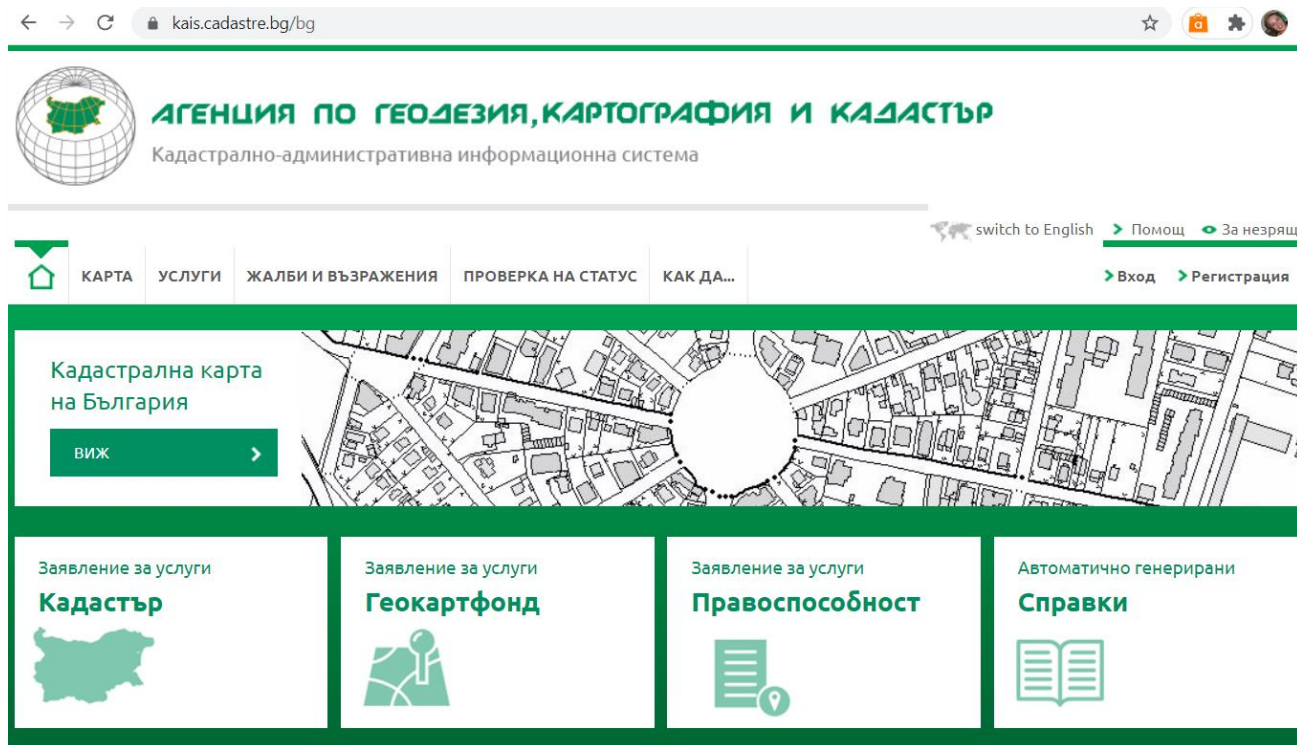 kais.cadastre.bg/bg
АГЕНЦИЯ ПО ГЕОДЕЗИЯ, КАРТОГРАФИЯ И КАДАСТЪР
Кадастрално-административна информационна система
switch to English Помощ За незрящ
КАРТА УСЛУГИ ЖАЛБИ И ВЪЗРАЖЕНИЯ ПРОВЕРКА НА СТАТУС КАК ДА... Вход Регистрация
Кадастрална карта
на България
ВИЖ
Заявление за услуги
Кадастър
Заявление за услуги
Геокартфонд
Заявление за услуги
Правоспособност
Автоматично генерирани
Справки